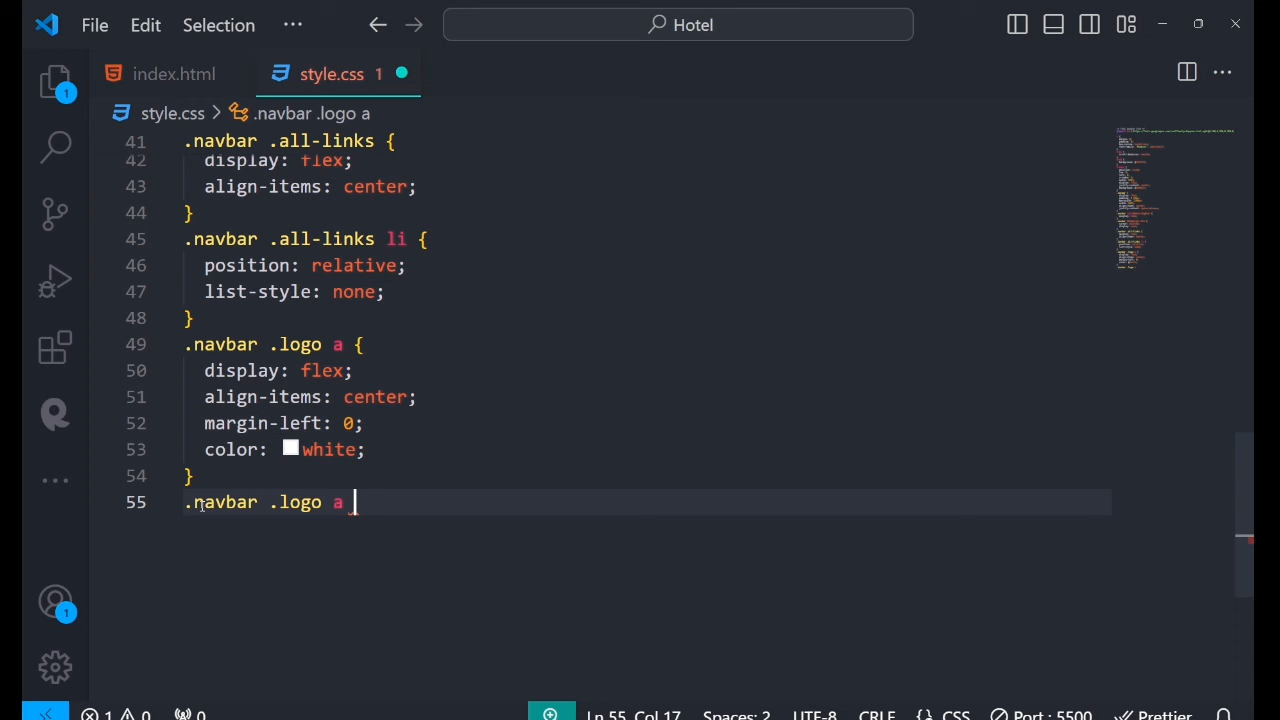 File Edit Selection ··· Hotel
1 index.html style.css 1
style.css > .navbar .logo a
41 .navbar .all-links {
42 display: flex;
43 align-items: center;
44 }
45 .navbar .all-links li {
46 position: relative;
47 list-style: none;
48 }
49 .navbar .logo a {
50 display: flex;
51 align-items: center;
52 margin-left: 0;
53 color: white;
54 }
55 .navbar .logo a
1
1 0 0 Ln 55, Col 17 Spaces: 2 UTF-8 CRLF {} CSS Port : 5500 Prettier